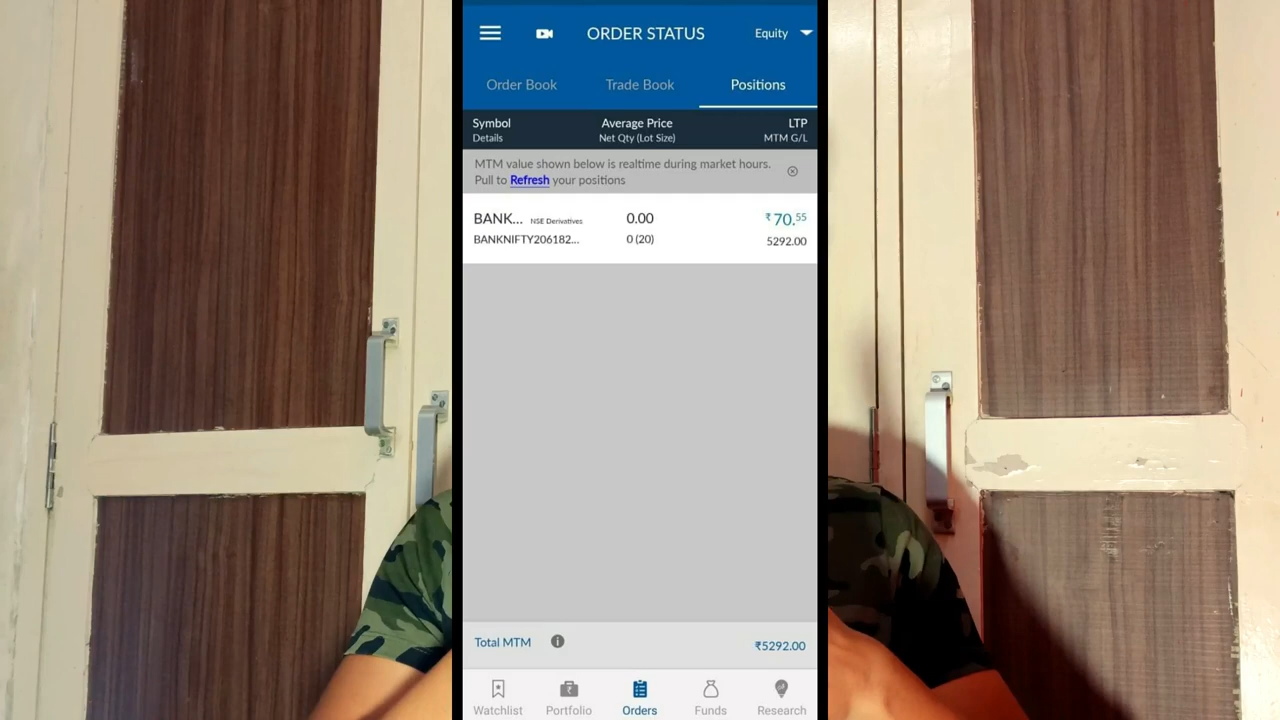 ORDER STATUS
Equity
Order Book Trade Book Positions
Symbol Average Price LTP
Details Net Qty (Lot Size) MTM G/L
MTM value shown below is realtime during market hours.
Pull to Refresh your positions
BANK... NSE Derivatives 0.00 ₹ 70.55
BANKNIFTY206182... 0 (20) 5292.00
Total MTM i ₹5292.00
Watchlist Portfolio Orders Funds Research